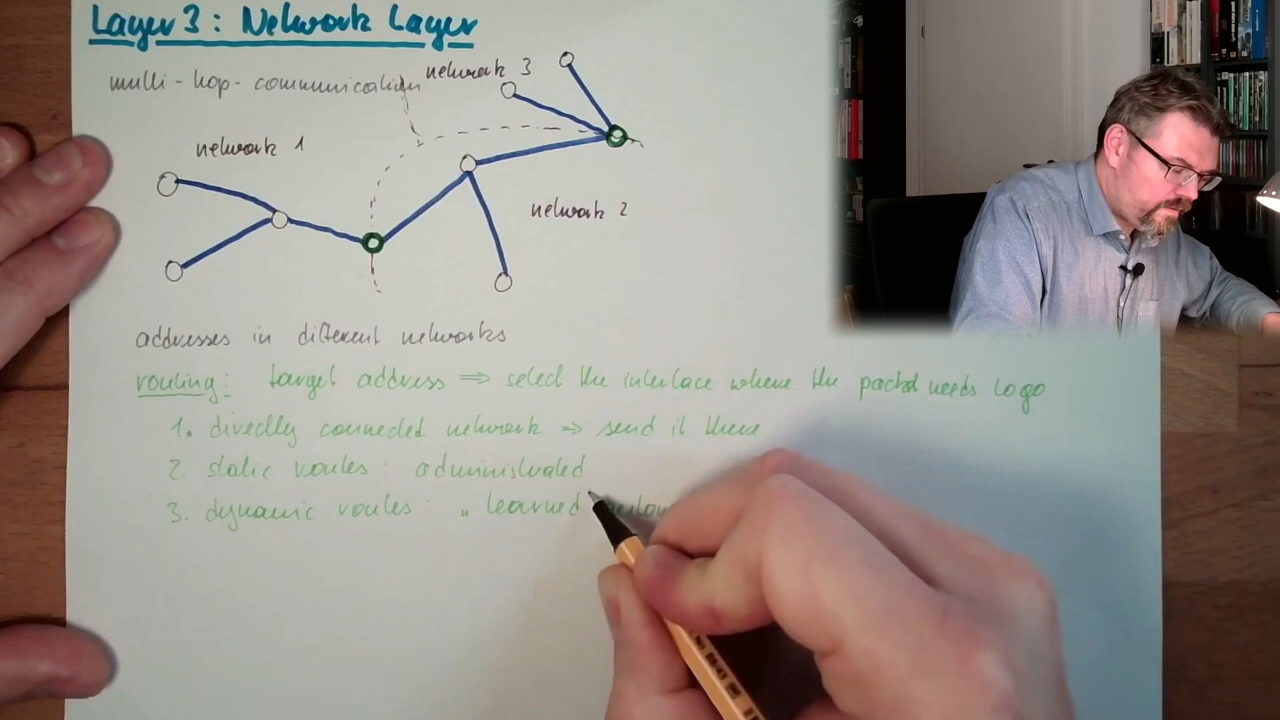 Layer 3: Network Layer
multi-hop-communication
network 3
network 1
network 2
addresses in different networks
routing: target address ⇒ select the interface where the packet needs to go
1. directly connected network ⇒ send it there
2. static routes: administrated
3. dynamic routes: "learned